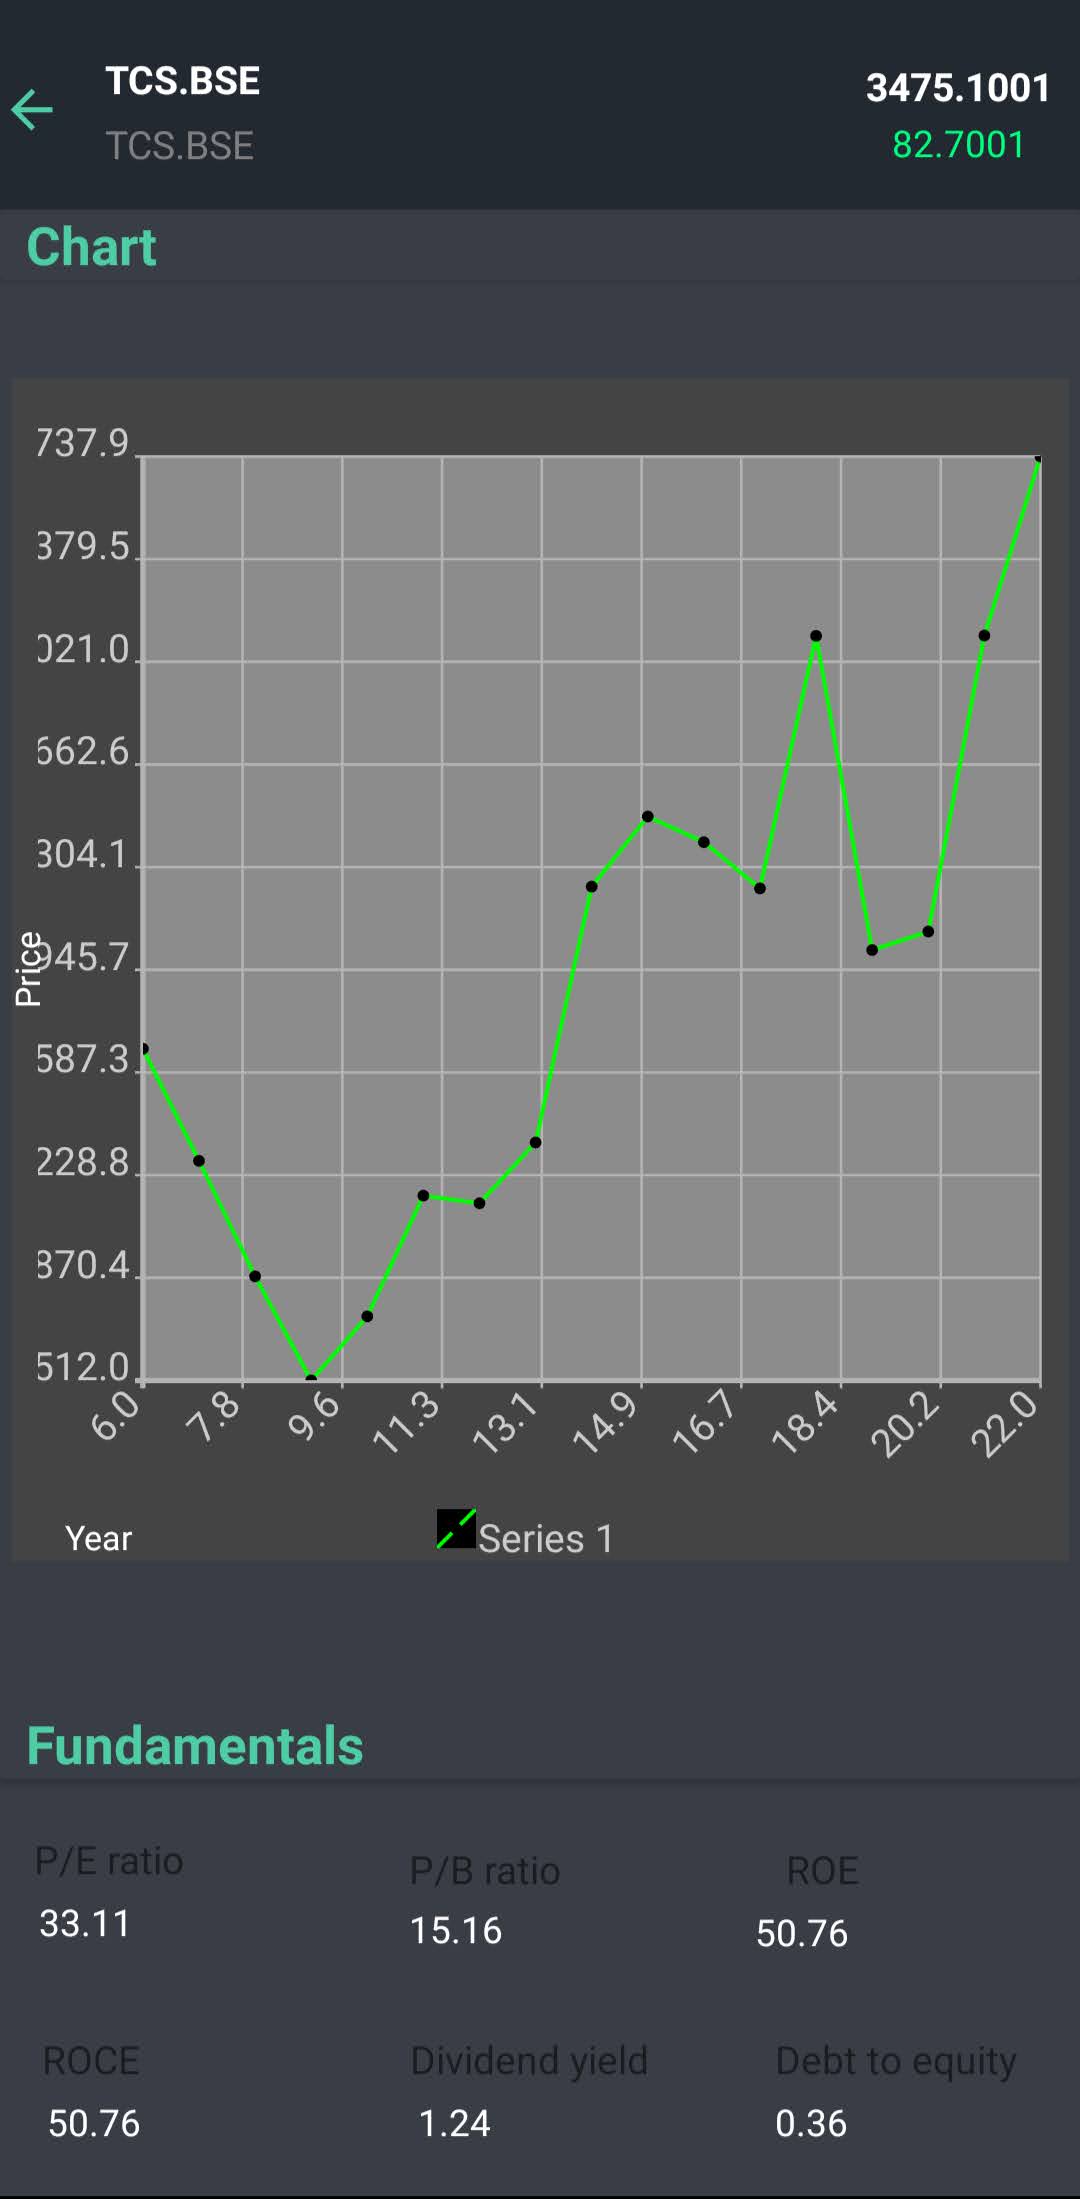 TCS.BSE
3475.1001
TCS.BSE
82.7001
Chart
737.9
379.5
021.0
662.6
304.1
945.7
587.3
228.8
870.4
512.0
Price
6.0
7.8
9.6
11.3
13.1
14.9
16.7
18.4
20.2
22.0
Year
Series 1
Fundamentals
P/E ratio
P/B ratio
ROE
33.11
15.16
50.76
ROCE
Dividend yield
Debt to equity
50.76
1.24
0.36